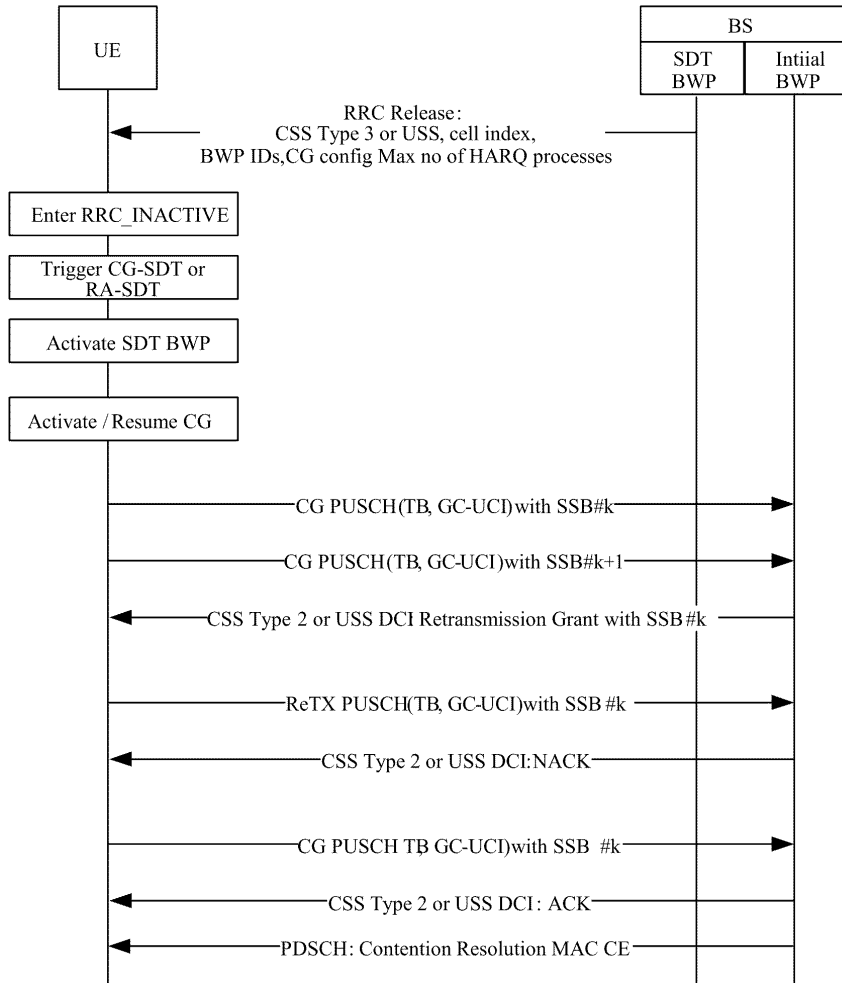 UE
BS
SDT
BWP
Intiial
BWP
RRC Release:
CSS Type 3 or USS, cell index,
BWP IDs,CG config Max no of HARQ processes
Enter RRC_INACTIVE
Trigger CG-SDT or
RA-SDT
Activate SDT BWP
Activate / Resume CG
CG PUSCH(TB, GC-UCI)with SSB#k
CG PUSCH(TB, GC-UCI)with SSB#k+1
CSS Type 2 or USS DCI Retransmission Grant with SSB #k
ReTX PUSCH(TB, GC-UCI)with SSB #k
CSS Type 2 or USS DCI:NACK
CG PUSCH TB, GC-UCI)with SSB #k
CSS Type 2 or USS DCI: ACK
PDSCH: Contention Resolution MAC CE